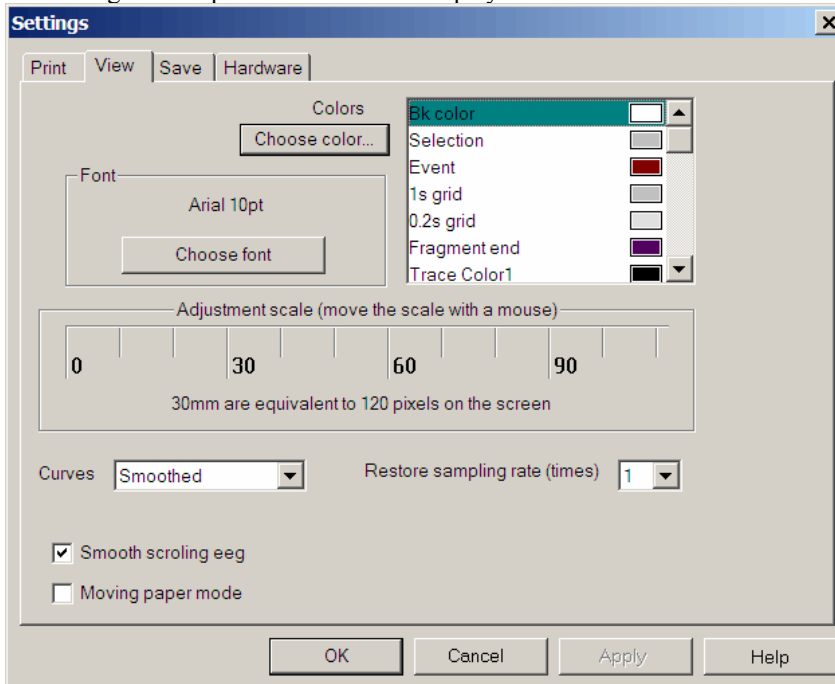 Settings
Print View Save Hardware
Colors
Choose color...
Bk color
Selection
Event
1s grid
0.2s grid
Fragment end
Trace Color1
Font
Arial 10pt
Choose font
Adjustment scale (move the scale with a mouse)
0 30 60 90
30mm are equivalent to 120 pixels on the screen
Curves Smoothed Restore sampling rate (times) 1
Smooth scroling eeg
Moving paper mode
OK Cancel Apply Help